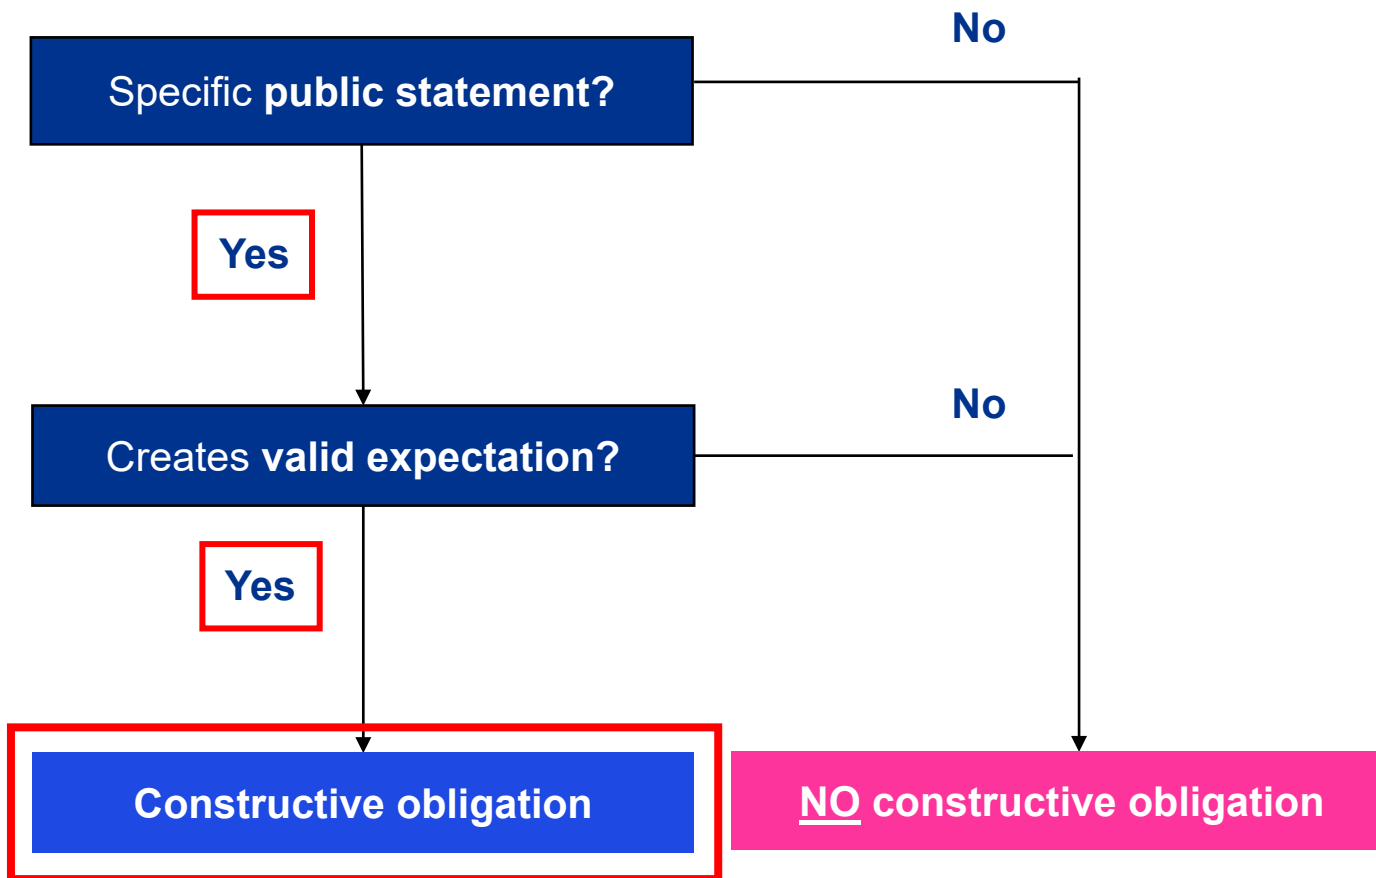 No
Specific public statement?
Yes
No
Creates valid expectation?
Yes
Constructive obligation
NO constructive obligation